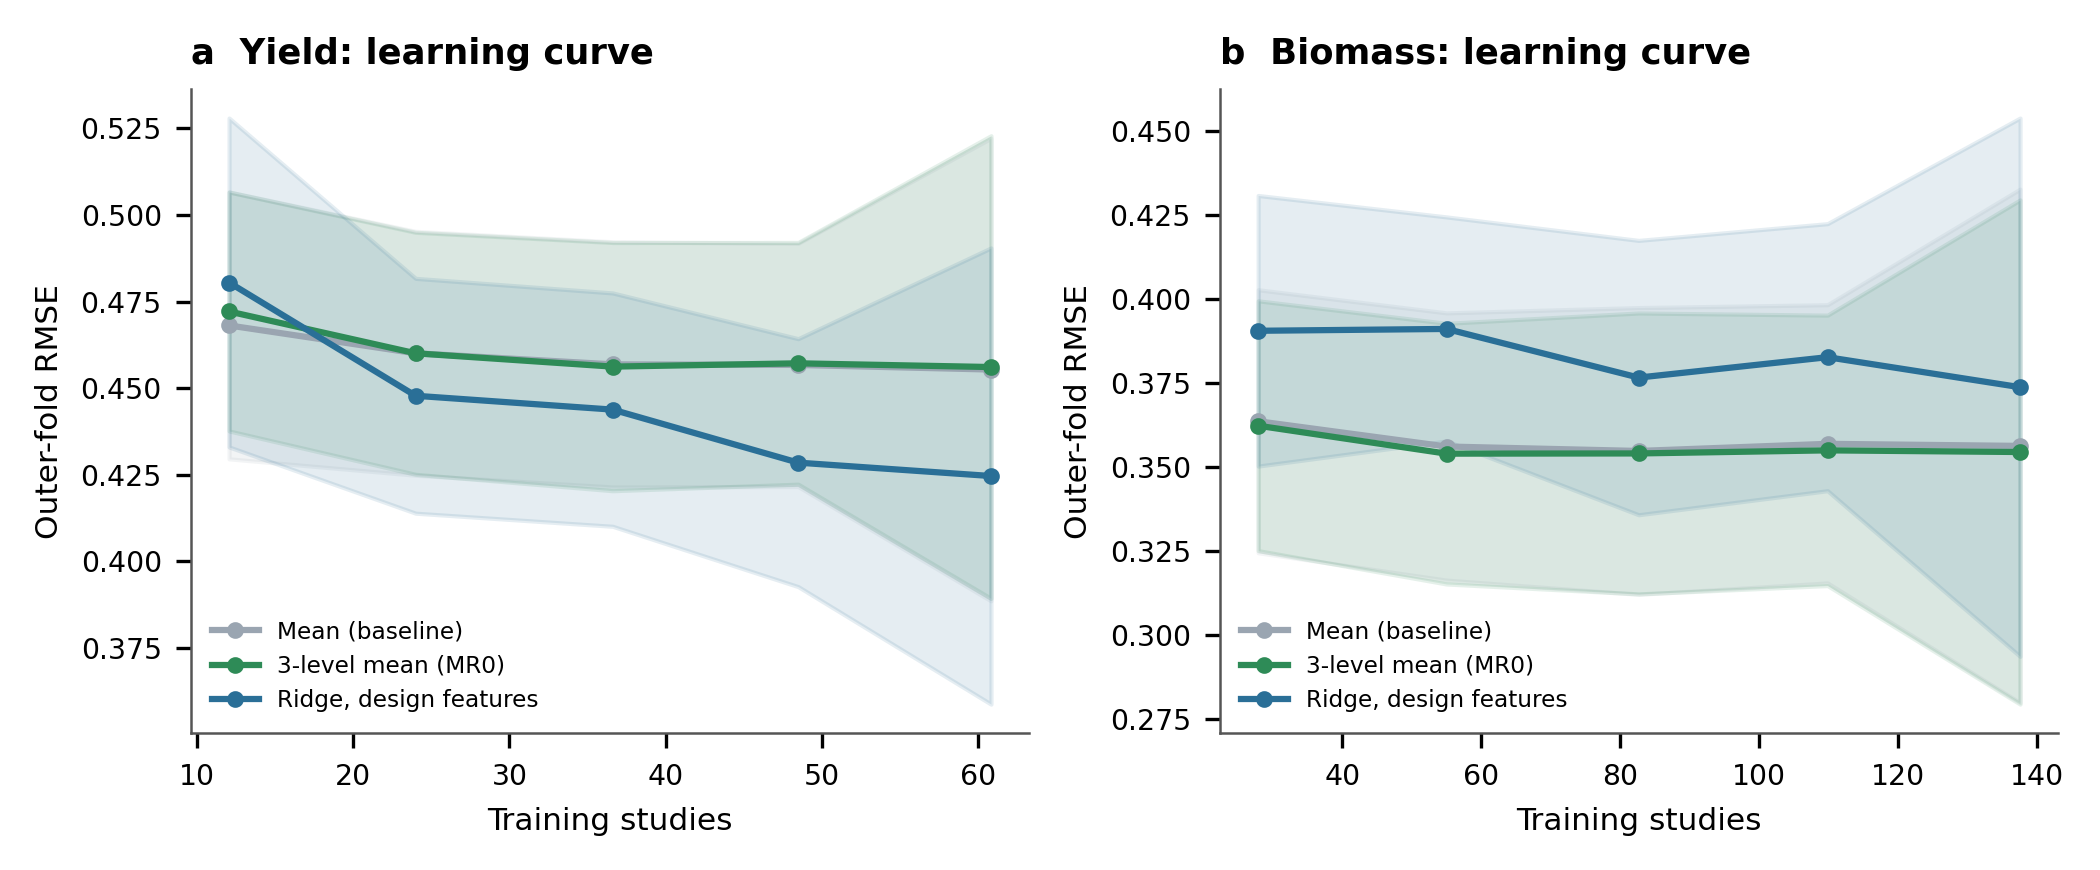 a  Yield: learning curve
Outer-fold RMSE
0.525
0.500
0.475
0.450
0.425
0.400
0.375
Mean (baseline)
3-level mean (MR0)
Ridge, design features
10 20 30 40 50 60
Training studies
b  Biomass: learning curve
Outer-fold RMSE
0.450
0.425
0.400
0.375
0.350
0.325
0.300
0.275
Mean (baseline)
3-level mean (MR0)
Ridge, design features
40 60 80 100 120 140
Training studies